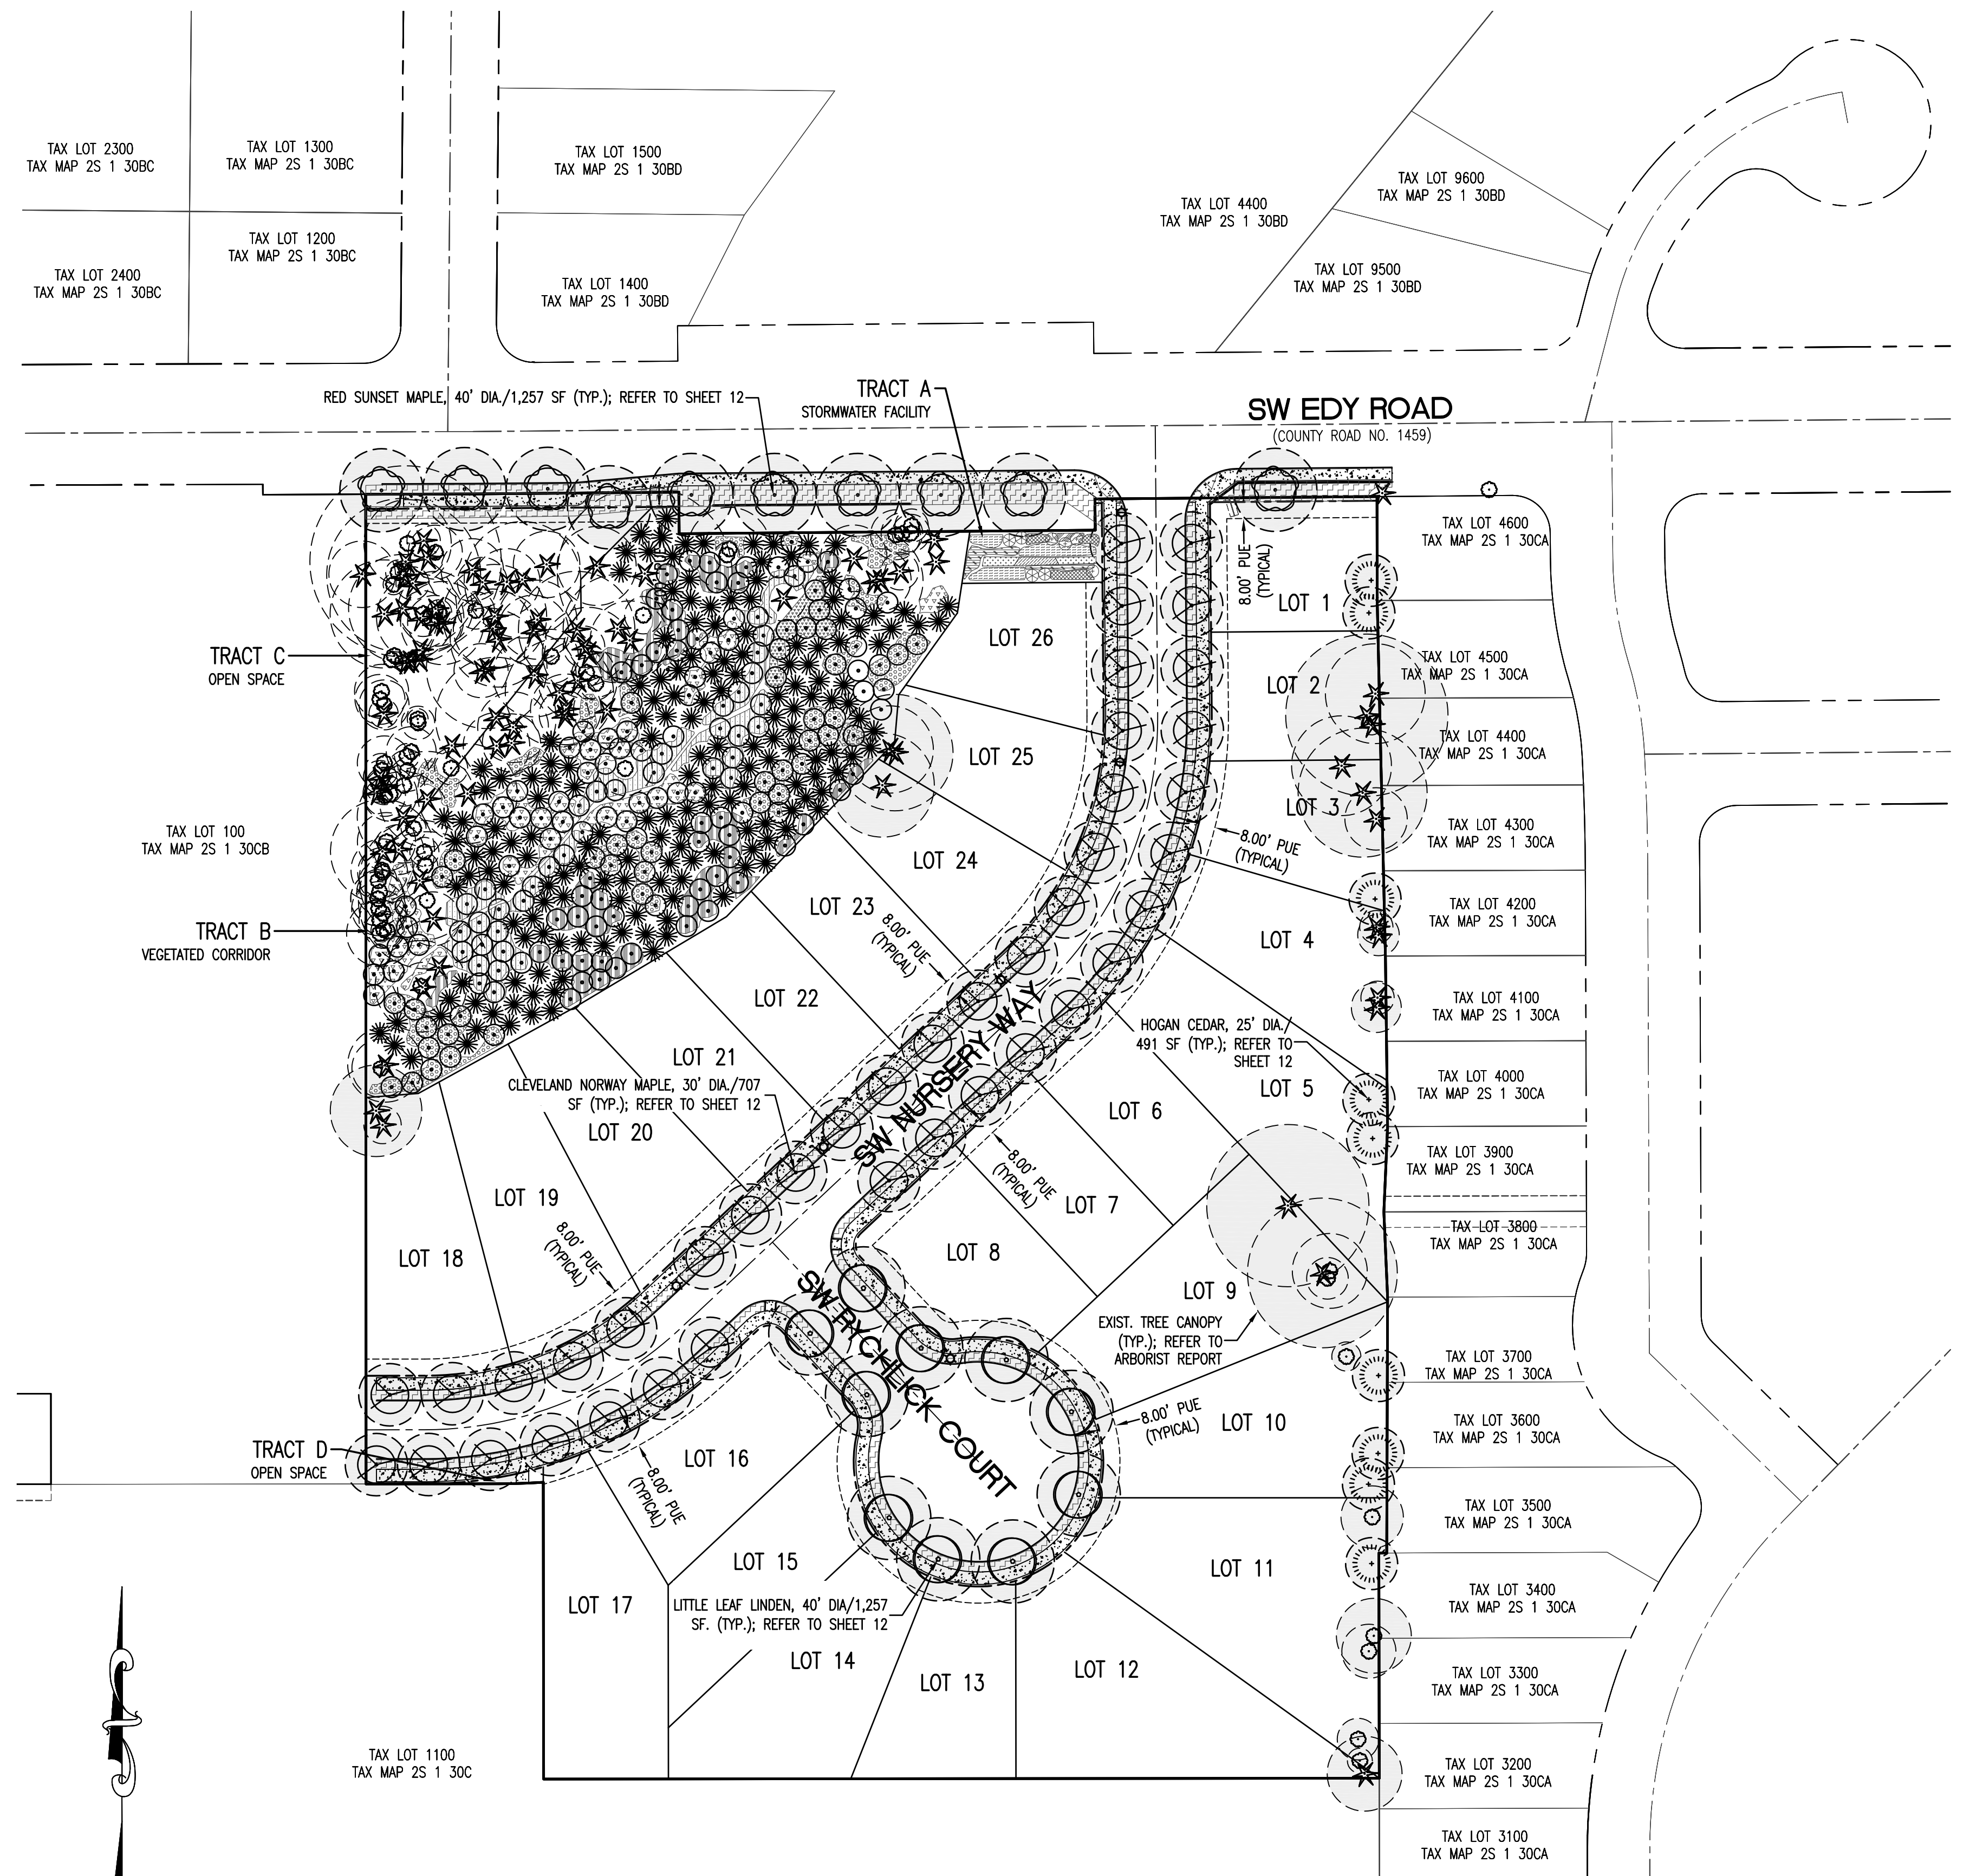 TAX LOT 2300
TAX MAP 2S 1 30BC
TAX LOT 1300
TAX MAP 2S 1 30BC
TAX LOT 1500
TAX MAP 2S 1 30BD
TAX LOT 9600
TAX MAP 2S 1 30BD
TAX LOT 4400
TAX MAP 2S 1 30BD
TAX LOT 1200
TAX MAP 2S 1 30BC
TAX LOT 2400
TAX MAP 2S 1 30BC
TAX LOT 1400
TAX MAP 2S 1 30BD
TAX LOT 9500
TAX MAP 2S 1 30BD
RED SUNSET MAPLE, 40' DIA./1,257 SF (TYP.); REFER TO SHEET 12
TRACT A
STORMWATER FACILITY
SW EDY ROAD
(COUNTY ROAD NO. 1459)
8.00' PUE
(TYPICAL)
LOT 1
TAX LOT 4600
TAX MAP 2S 1 30CA
TRACT C
OPEN SPACE
LOT 26
LOT 2
TAX LOT 4500
TAX MAP 2S 1 30CA
LOT 25
TAX LOT 4400
TAX MAP 2S 1 30CA
LOT 3
TAX LOT 100
TAX MAP 2S 1 30CB
8.00' PUE
(TYPICAL)
TAX LOT 4300
TAX MAP 2S 1 30CA
LOT 24
LOT 23
8.00' PUE
(TYPICAL)
TRACT B
VEGETATED CORRIDOR
LOT 4
TAX LOT 4200
TAX MAP 2S 1 30CA
LOT 22
TAX LOT 4100
TAX MAP 2S 1 30CA
SW NURSERY WAY
HOGAN CEDAR, 25' DIA./
491 SF (TYP.); REFER TO
SHEET 12
LOT 21
CLEVELAND NORWAY MAPLE, 30' DIA./707
SF (TYP.); REFER TO SHEET 12
LOT 20
LOT 5
LOT 6
TAX LOT 4000
TAX MAP 2S 1 30CA
8.00' PUE
(TYPICAL)
TAX LOT 3900
TAX MAP 2S 1 30CA
LOT 19
LOT 7
8.00' PUE
(TYPICAL)
LOT 18
LOT 8
TAX LOT 3800
TAX MAP 2S 1 30CA
LOT 9
SW RYCHLICK COURT
EXIST. TREE CANOPY
(TYP.); REFER TO
ARBORIST REPORT
TAX LOT 3700
TAX MAP 2S 1 30CA
8.00' PUE
(TYPICAL)
LOT 10
TAX LOT 3600
TAX MAP 2S 1 30CA
TRACT D
OPEN SPACE
LOT 16
8.00' PUE
(TYPICAL)
TAX LOT 3500
TAX MAP 2S 1 30CA
LOT 15
LOT 11
LOT 17
LITTLE LEAF LINDEN, 40' DIA/1,257
SF. (TYP.); REFER TO SHEET 12
TAX LOT 3400
TAX MAP 2S 1 30CA
LOT 14
LOT 13
LOT 12
TAX LOT 3300
TAX MAP 2S 1 30CA
TAX LOT 1100
TAX MAP 2S 1 30C
TAX LOT 3200
TAX MAP 2S 1 30CA
TAX LOT 3100
TAX MAP 2S 1 30CA